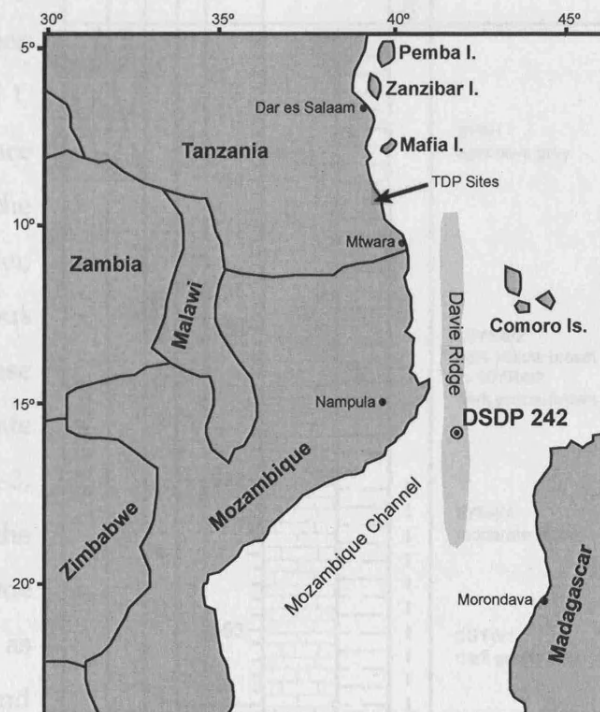 30° 35° 40° 45°
5°
Pemba I.
Zanzibar I.
Dar es Salaam
Tanzania
Mafia I.
TDP Sites
10°
Mtwara
Zambia
Malawi
Davie Ridge
Comoro Is.
Nampula
15°
DSDP 242
Mozambique
Mozambique Channel
Zimbabwe
20°
Morondava
Madagascar